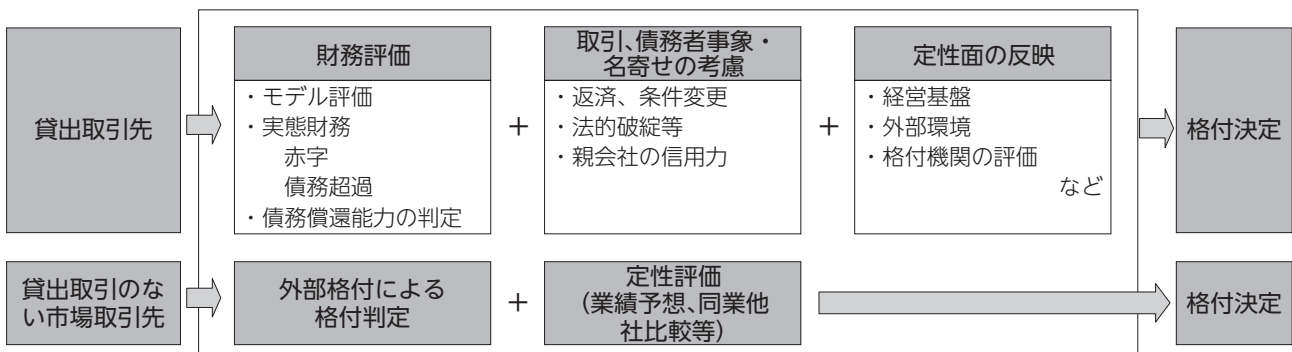 貸出取引先
財務評価
・モデル評価
・実態財務
赤字
債務超過
・債務償還能力の判定
+
取引、債務者事象・
名寄せの考慮
・返済、条件変更
・法的破綻等
・親会社の信用力
+
定性面の反映
・経営基盤
・外部環境
・格付機関の評価
など
格付決定
貸出取引のな
い市場取引先
外部格付による
格付判定
+
定性評価
(業績予想、同業他
社比較等)
格付決定